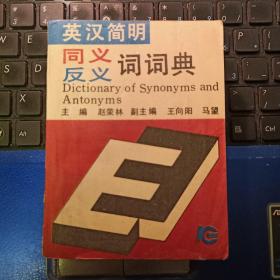 英汉简明
同义
反义
词词典
Dictionary of Synonyms and
Antonyms
主编 赵荣林 副主编 王向阳 马望